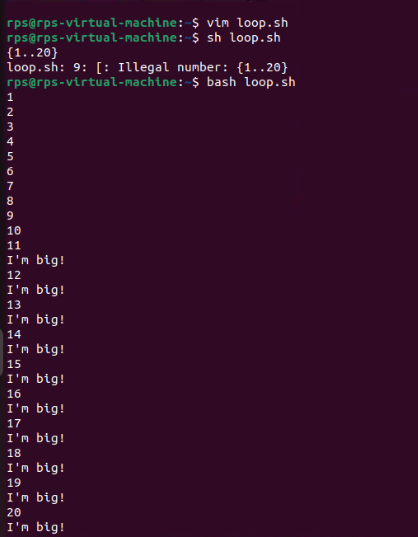 rps@rps-virtual-machine:~$ vim loop.sh
rps@rps-virtual-machine:~$ sh loop.sh
{1..20}
loop.sh: 9: [: Illegal number: {1..20}
rps@rps-virtual-machine:~$ bash loop.sh
1
2
3
4
5
6
7
8
9
10
11
I'm big!
12
I'm big!
13
I'm big!
14
I'm big!
15
I'm big!
16
I'm big!
17
I'm big!
18
I'm big!
19
I'm big!
20
I'm big!